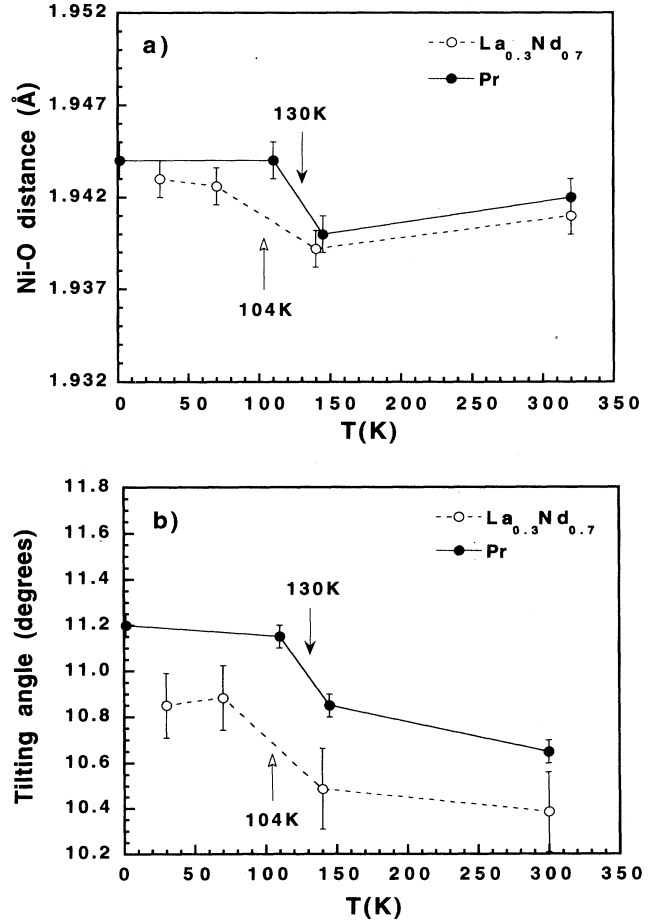 1.952
a)
La0.3Nd0.7
Pr
1.947
130K
Ni-O distance (Å)
1.942
1.937
104K
1.932
0 50 100 150 200 250 300 350
T(K)
11.8
b)
La0.3Nd0.7
11.6
Pr
11.4
130K
11.2
Tilting angle (degrees)
11.0
10.8
10.6
104K
10.4
10.2
0 50 100 150 200 250 300 350
T(K)